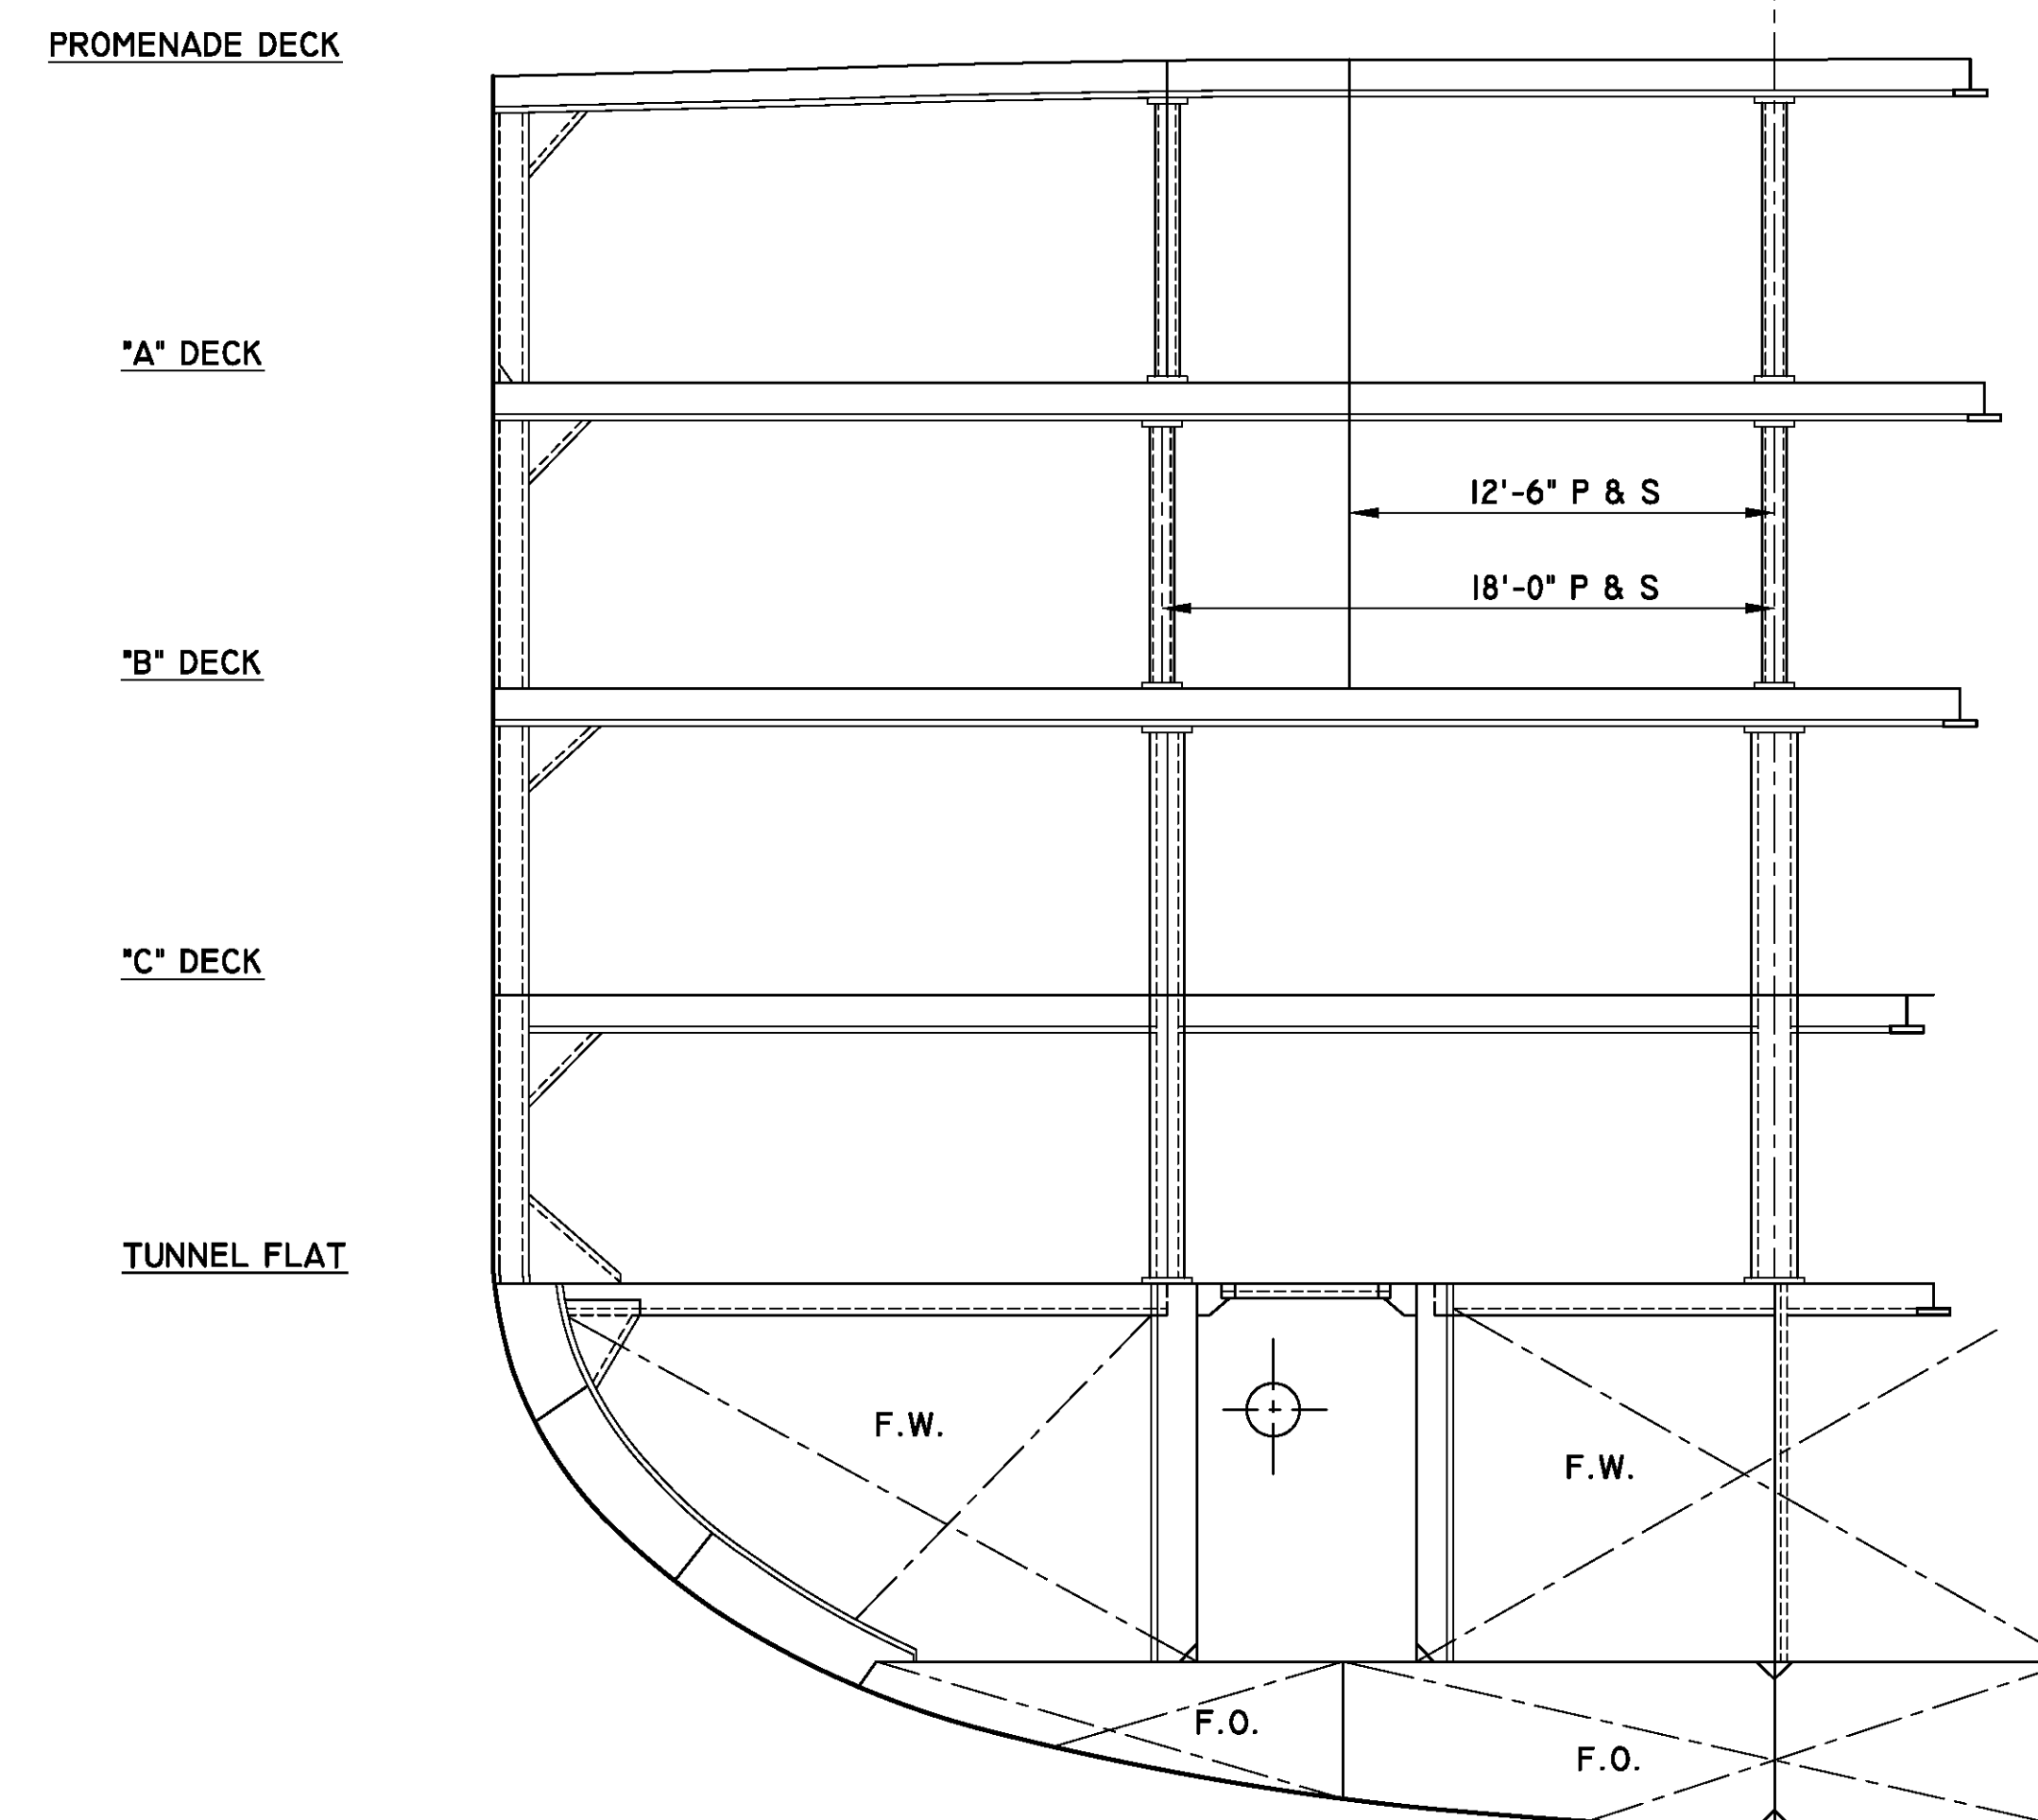 PROMENADE DECK
"A" DECK
12'-6" P & S
18'-0" P & S
"B" DECK
"C" DECK
TUNNEL FLAT
F.W.
F.W.
F.O.
F.O.